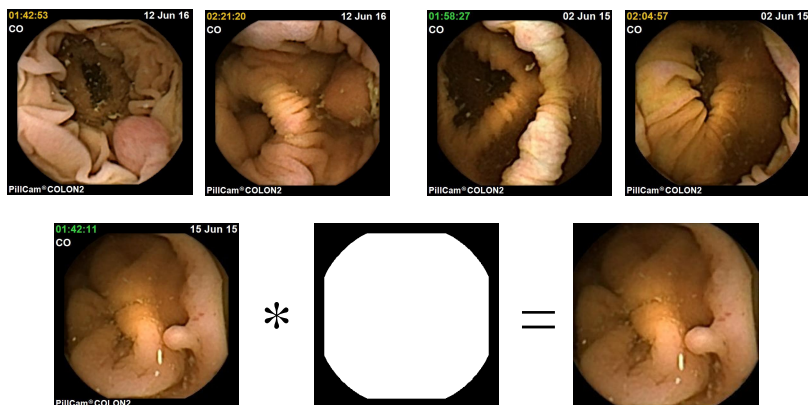 01:42:53 12 Jun 16
CO
PillCam®COLON2
02:21:20 12 Jun 16
CO
PillCam®COLON2
01:58:27 02 Jun 15
CO
PillCam®COLON2
02:04:57 02 Jun 15
CO
PillCam®COLON2
01:42:11 15 Jun 15
CO
PillCam®COLON2
* =